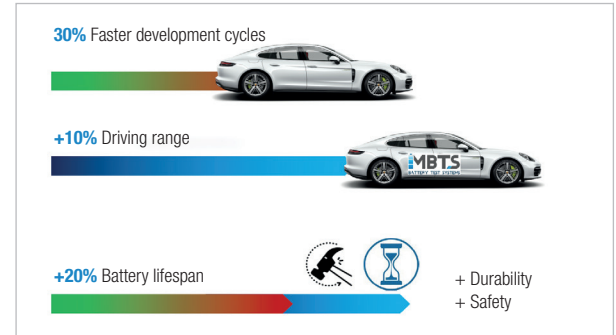 30% Faster development cycles
+10% Driving range
MBTS
BATTERY TEST SYSTEMS
+20% Battery lifespan
+ Durability
+ Safety